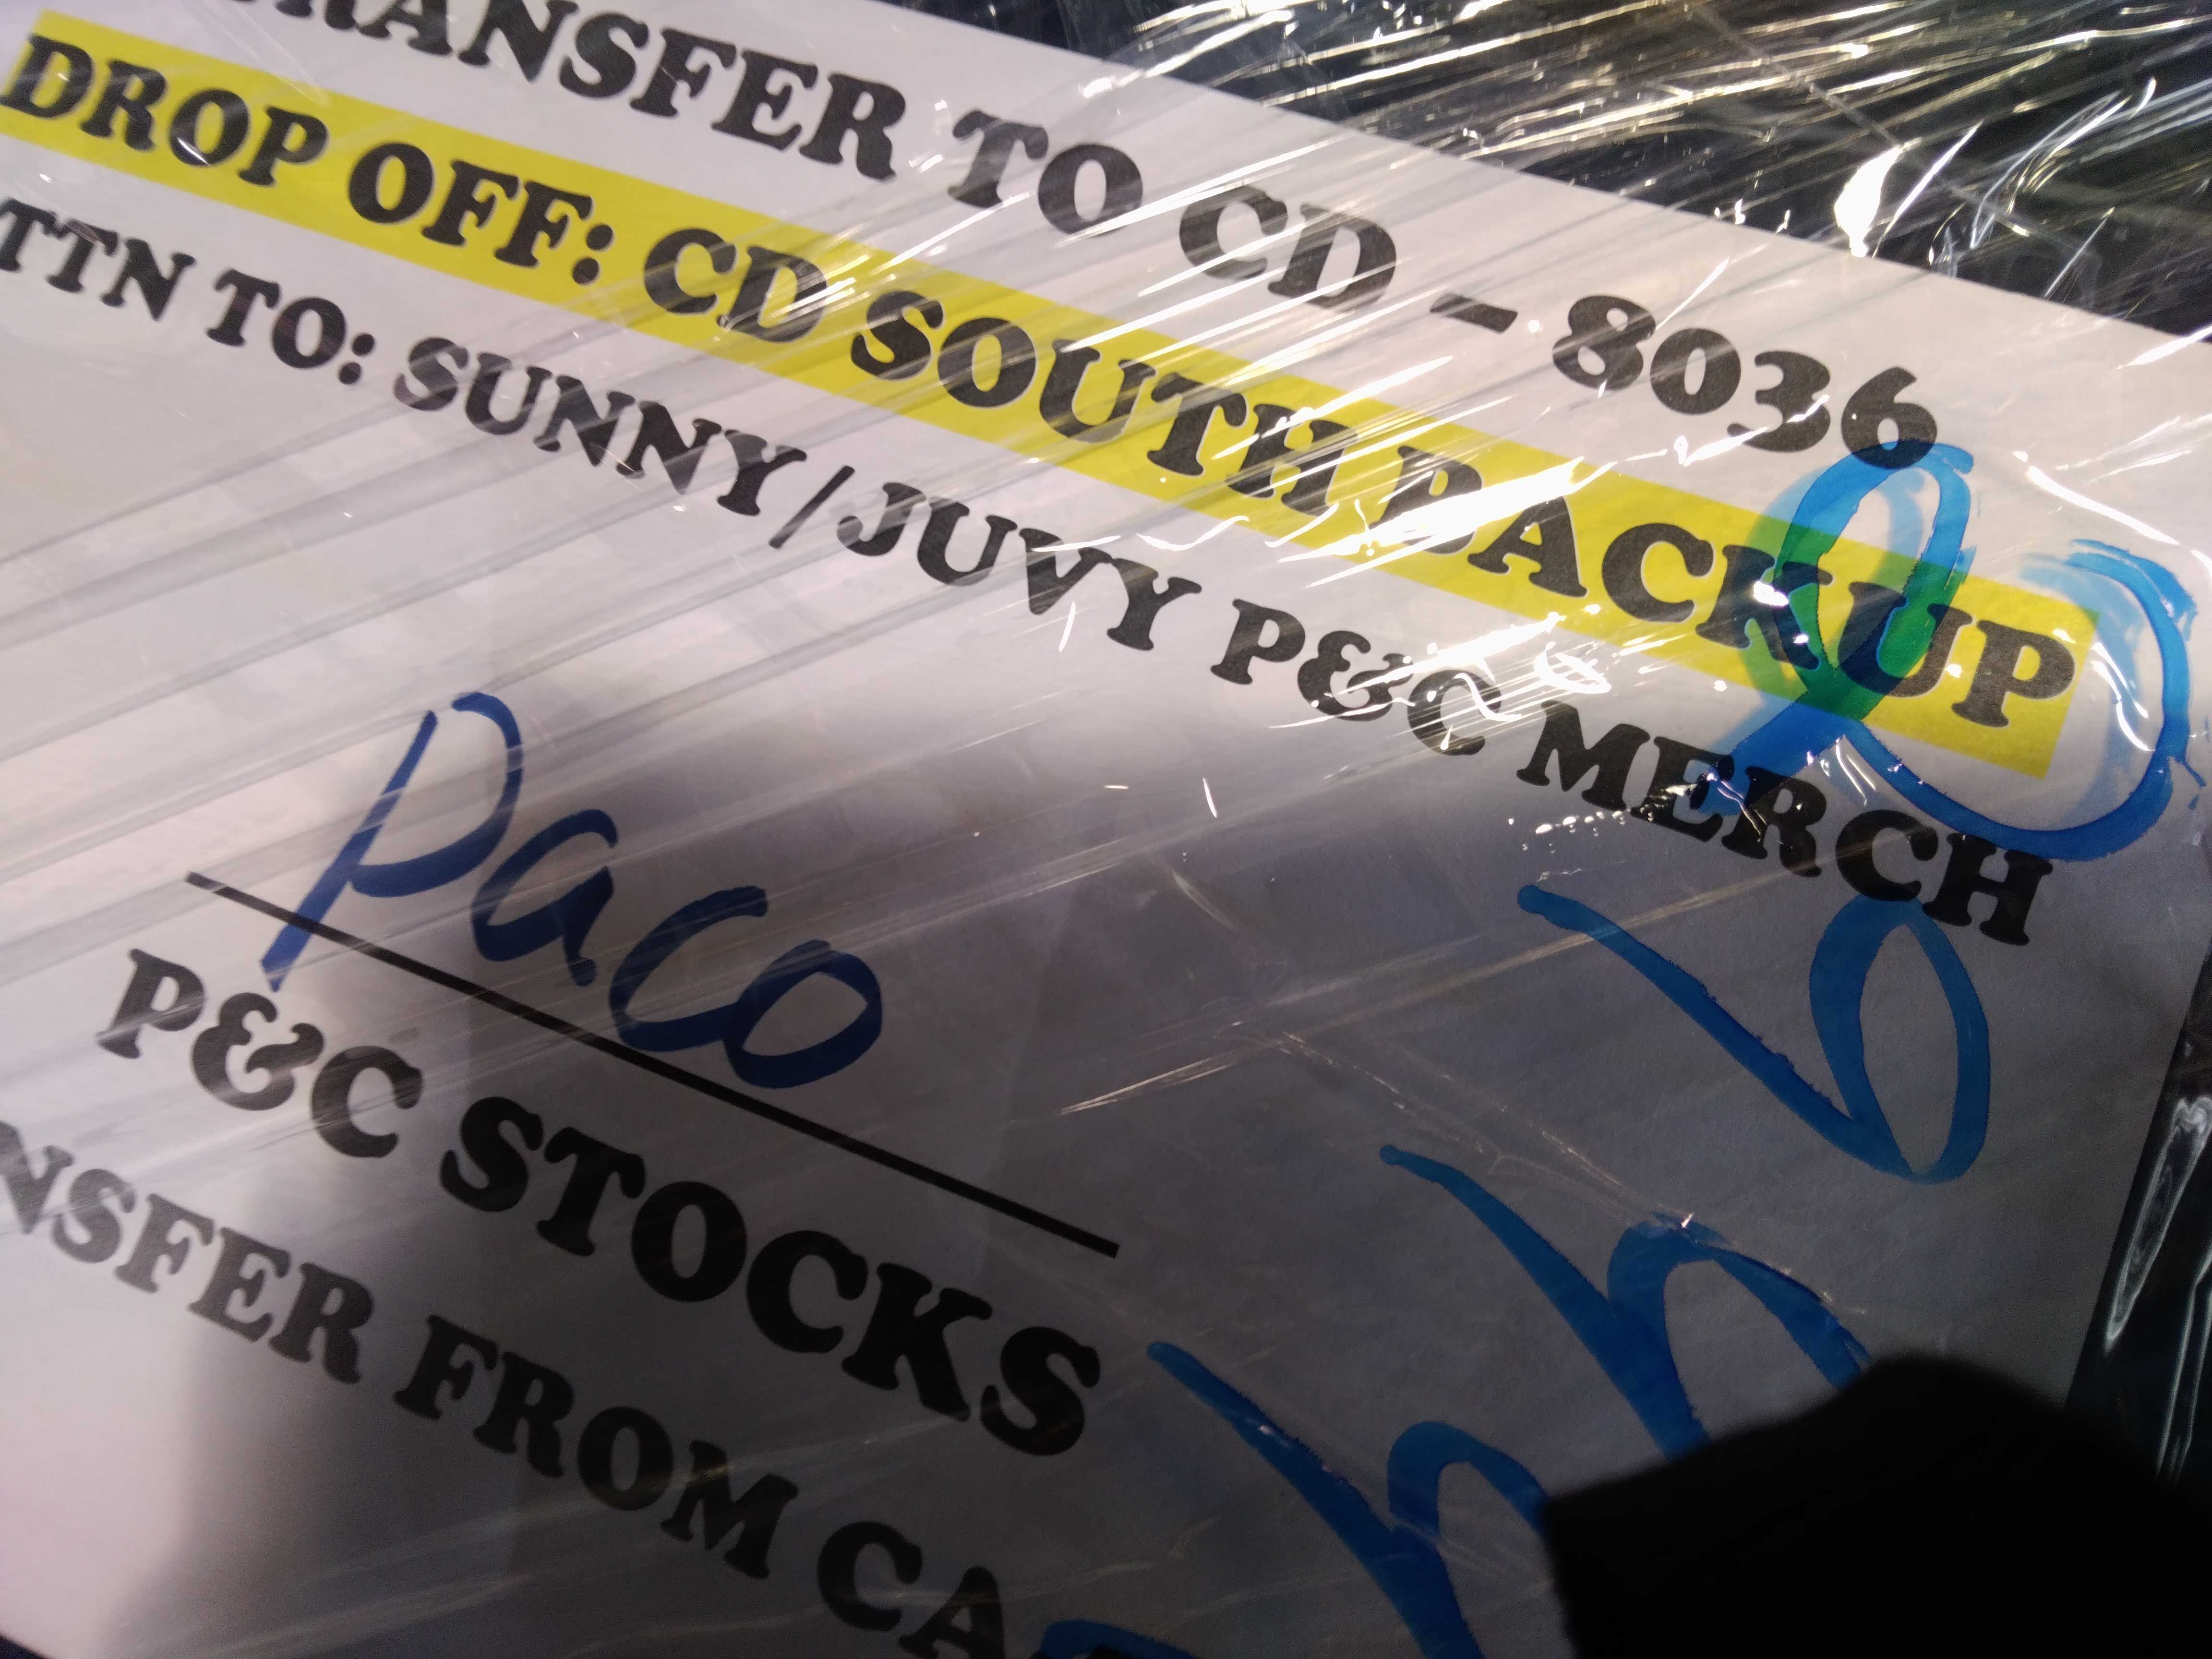 TRANSFER TO CD - 8036
DROP OFF: CD SOUTH BACKUP
TTN TO: SUNNY/JUVY P&C MERCH
Paco
P&C STOCKS
NSFER FROM CA